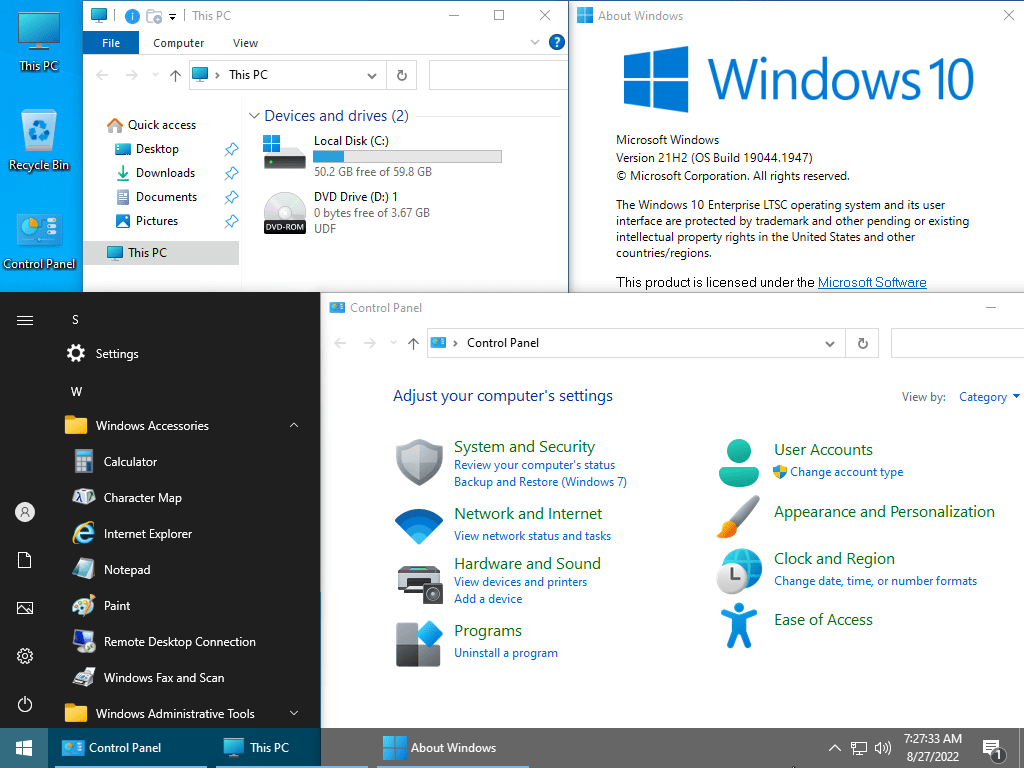 This PC
Recycle Bin
Control Panel
This PC
File
Computer
View
This PC
Quick access
Desktop
Downloads
Documents
Pictures
This PC
Devices and drives (2)
Local Disk (C:)
50.2 GB free of 59.8 GB
DVD Drive (D:) 1
0 bytes free of 3.67 GB
UDF
DVD-ROM
About Windows
Windows 10
Microsoft Windows
Version 21H2 (OS Build 19044.1947)
© Microsoft Corporation. All rights reserved.
The Windows 10 Enterprise LTSC operating system and its user
interface are protected by trademark and other pending or existing
intellectual property rights in the United States and other
countries/regions.
This product is licensed under the Microsoft Software
S
Settings
W
Windows Accessories
Calculator
Character Map
Internet Explorer
Notepad
Paint
Remote Desktop Connection
Windows Fax and Scan
Windows Administrative Tools
Control Panel
Control Panel
Adjust your computer's settings
View by: Category
System and Security
Review your computer's status
Backup and Restore (Windows 7)
Network and Internet
View network status and tasks
Hardware and Sound
View devices and printers
Add a device
Programs
Uninstall a program
User Accounts
Change account type
Appearance and Personalization
Clock and Region
Change date, time, or number formats
Ease of Access
Control Panel
This PC
About Windows
7:27:33 AM
8/27/2022
1